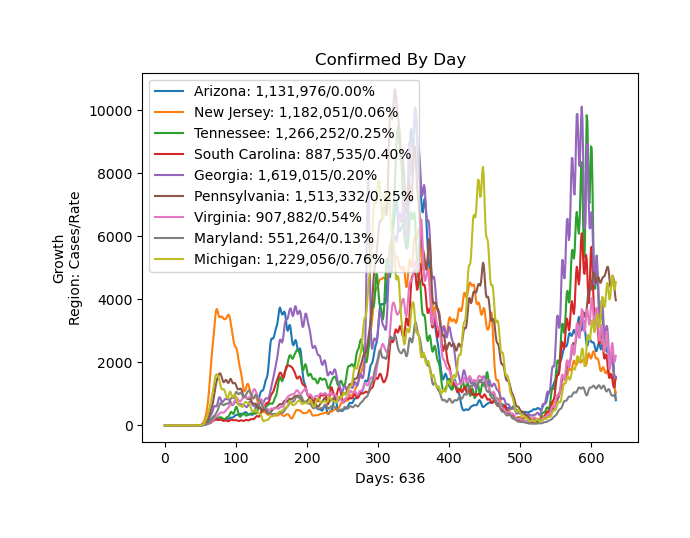 Confirmed By Day
Growth
Region: Cases/Rate
10000
8000
6000
4000
2000
0
Arizona: 1,131,976/0.00%
New Jersey: 1,182,051/0.06%
Tennessee: 1,266,252/0.25%
South Carolina: 887,535/0.40%
Georgia: 1,619,015/0.20%
Pennsylvania: 1,513,332/0.25%
Virginia: 907,882/0.54%
Maryland: 551,264/0.13%
Michigan: 1,229,056/0.76%
0 100 200 300 400 500 600
Days: 636